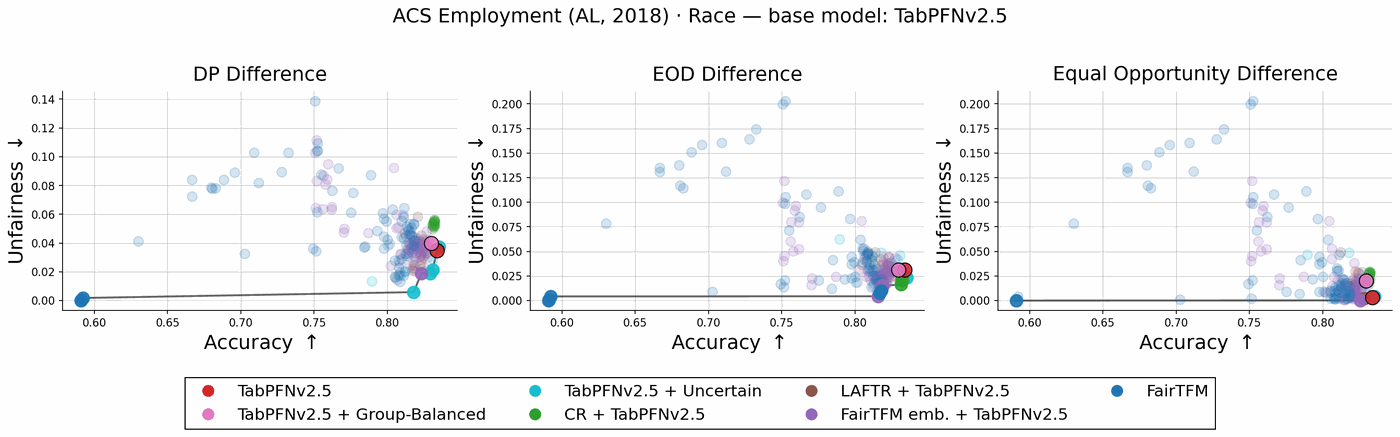 ACS Employment (AL, 2018) · Race — base model: TabPFNv2.5
DP Difference
EOD Difference
Equal Opportunity Difference
Unfairness ↓
0.14
0.12
0.10
0.08
0.06
0.04
0.02
0.00
0.60
0.65
0.70
0.75
0.80
Accuracy ↑
Unfairness ↓
0.200
0.175
0.150
0.125
0.100
0.075
0.050
0.025
0.000
0.60
0.65
0.70
0.75
0.80
Accuracy ↑
Unfairness ↓
0.200
0.175
0.150
0.125
0.100
0.075
0.050
0.025
0.000
0.60
0.65
0.70
0.75
0.80
Accuracy ↑
TabPFNv2.5
TabPFNv2.5 + Group-Balanced
TabPFNv2.5 + Uncertain
CR + TabPFNv2.5
LAFTR + TabPFNv2.5
FairTFM emb. + TabPFNv2.5
FairTFM